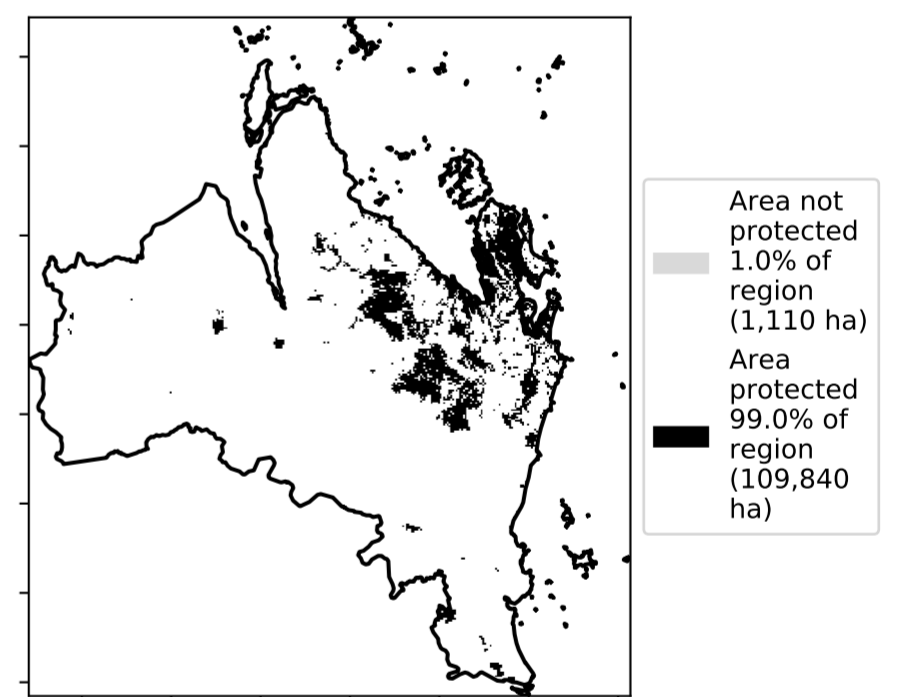 Area not
protected
1.0% of
region
(1,110 ha)
Area
protected
99.0% of
region
(109,840
ha)